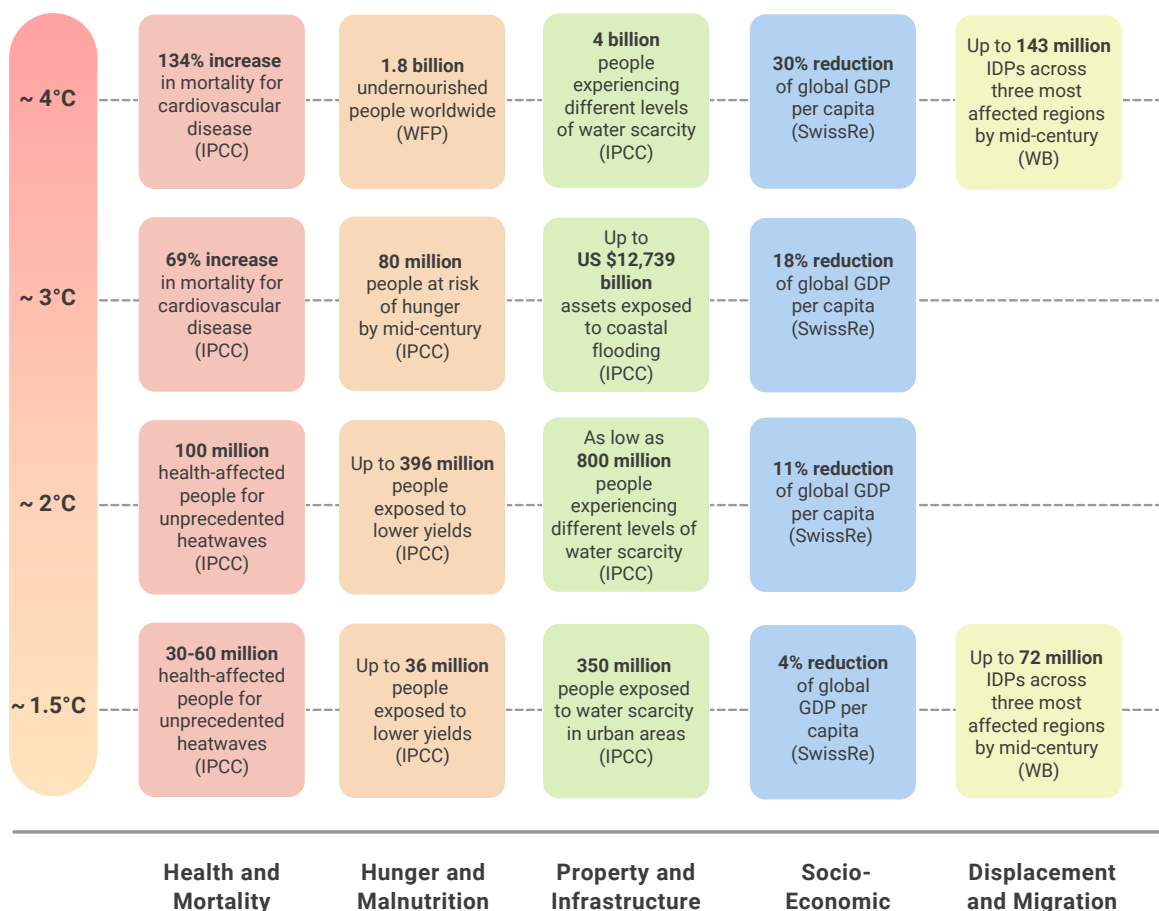 ~ 4°C
134% increase
in mortality for
cardiovascular
disease
(IPCC)
1.8 billion
undernourished
people worldwide
(WFP)
4 billion
people
experiencing
different levels
of water scarcity
(IPCC)
30% reduction
of global GDP
per capita
(SwissRe)
Up to 143 million
IDPs across
three most
affected regions
by mid-century
(WB)
~ 3°C
69% increase
in mortality for
cardiovascular
disease
(IPCC)
80 million
people at risk
of hunger
by mid-century
(IPCC)
Up to
US $12,739
billion
assets exposed
to coastal
flooding
(IPCC)
18% reduction
of global GDP
per capita
(SwissRe)
~ 2°C
100 million
health-affected
people for
unprecedented
heatwaves
(IPCC)
Up to 396 million
people
exposed to
lower yields
(IPCC)
As low as
800 million
people
experiencing
different levels of
water scarcity
(IPCC)
11% reduction
of global GDP
per capita
(SwissRe)
~ 1.5°C
30-60 million
health-affected
people for
unprecedented
heatwaves
(IPCC)
Up to 36 million
people
exposed to
lower yields
(IPCC)
350 million
people exposed
to water scarcity
in urban areas
(IPCC)
4% reduction
of global
GDP per
capita
(SwissRe)
Up to 72 million
IDPs across
three most
affected regions
by mid-century
(WB)
Health and
Mortality
Hunger and
Malnutrition
Property and
Infrastructure
Socio-
Economic
Displacement
and Migration